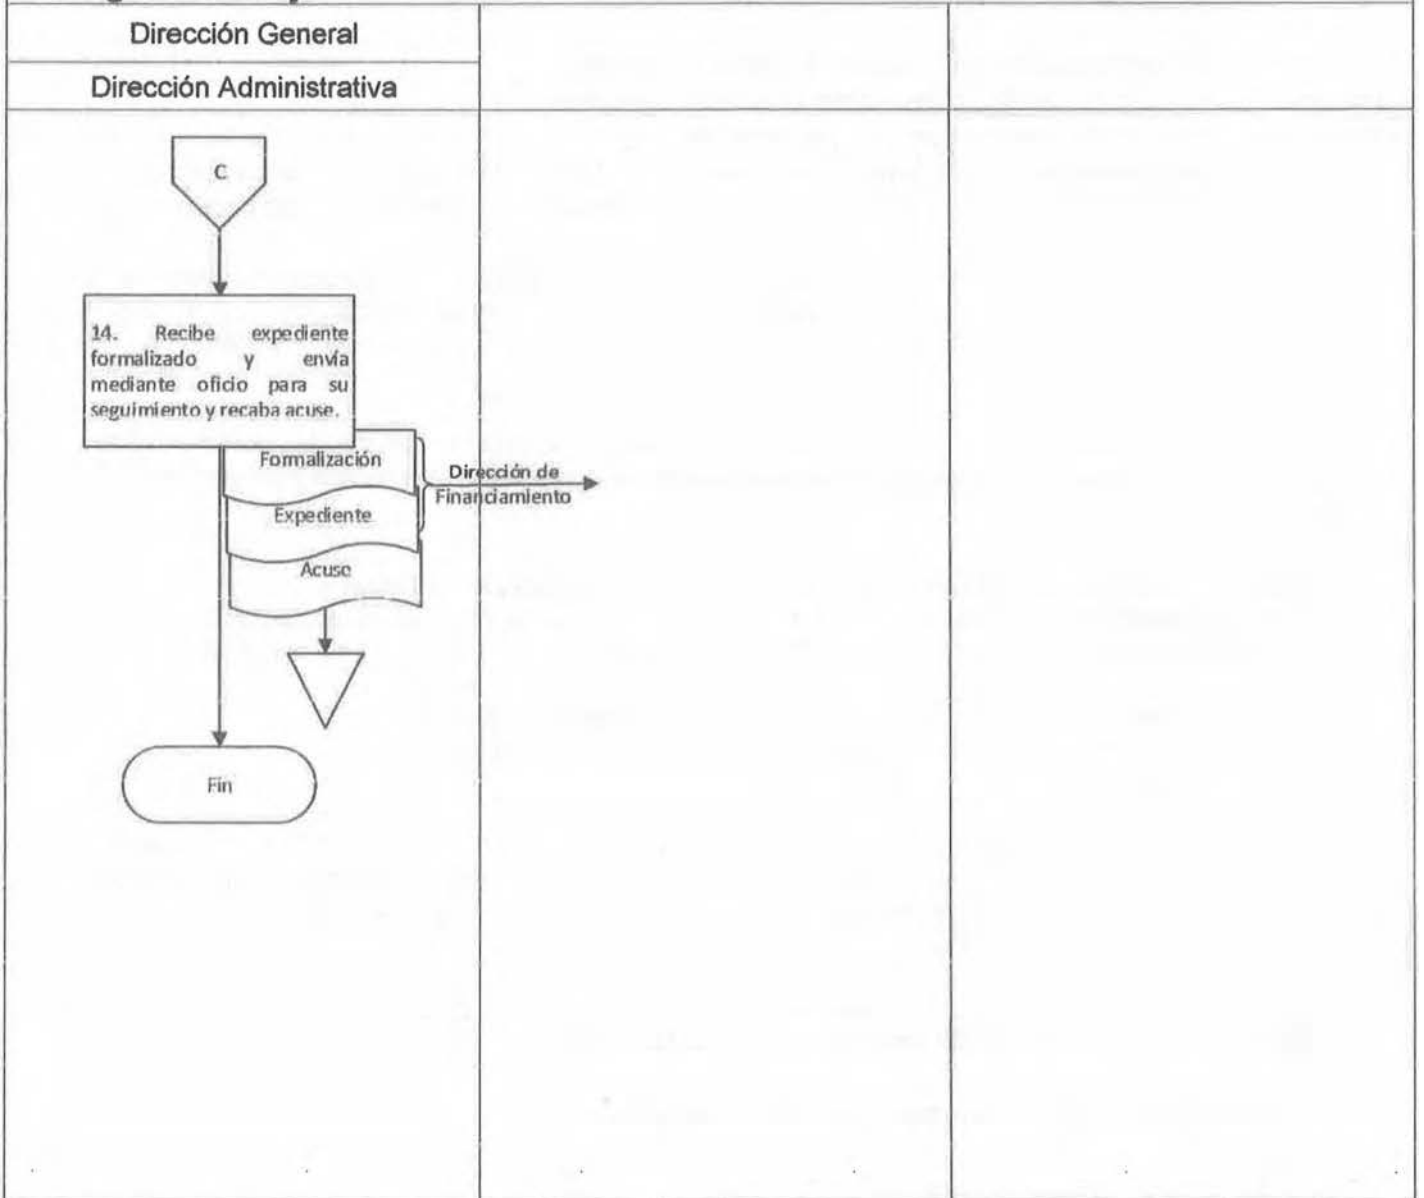 Dirección General
Dirección Administrativa
C
14. Recibe expediente
formalizado y envía
mediante oficio para su
seguimiento y recaba acuse.
Formalización
Dirección de
Financiamiento
Expediente
Acuse
Fin